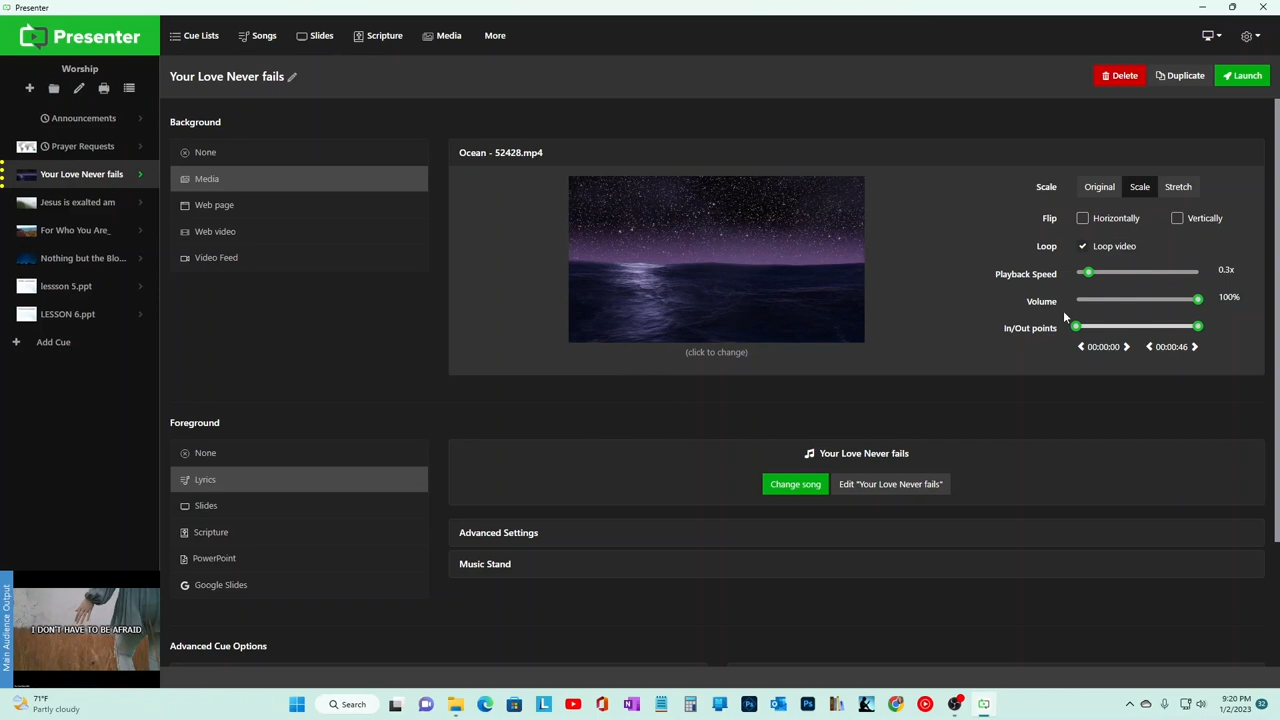 Presenter
Presenter
Cue Lists
Songs
Slides
Scripture
Media
More
Worship
Announcements
Prayer Requests
Your Love Never fails
Jesus is exalted am
For Who You Are_
Nothing but the Blo...
lessson 5.ppt
LESSON 6.ppt
Add Cue
Your Love Never fails
Delete
Duplicate
Launch
Background
None
Media
Web page
Web video
Video Feed
Ocean - 52428.mp4
(click to change)
Scale
Original
Scale
Stretch
Flip
Horizontally
Vertically
Loop
Loop video
Playback Speed
0.3x
Volume
100%
In/Out points
00:00:00
00:00:46
Foreground
None
Lyrics
Slides
Scripture
PowerPoint
Google Slides
Your Love Never fails
Change song
Edit "Your Love Never fails"
Advanced Settings
Music Stand
Advanced Cue Options
Main Audience Output
I DON'T HAVE TO BE AFRAID
71°F
Partly cloudy
Search
9:20 PM
1/2/2023